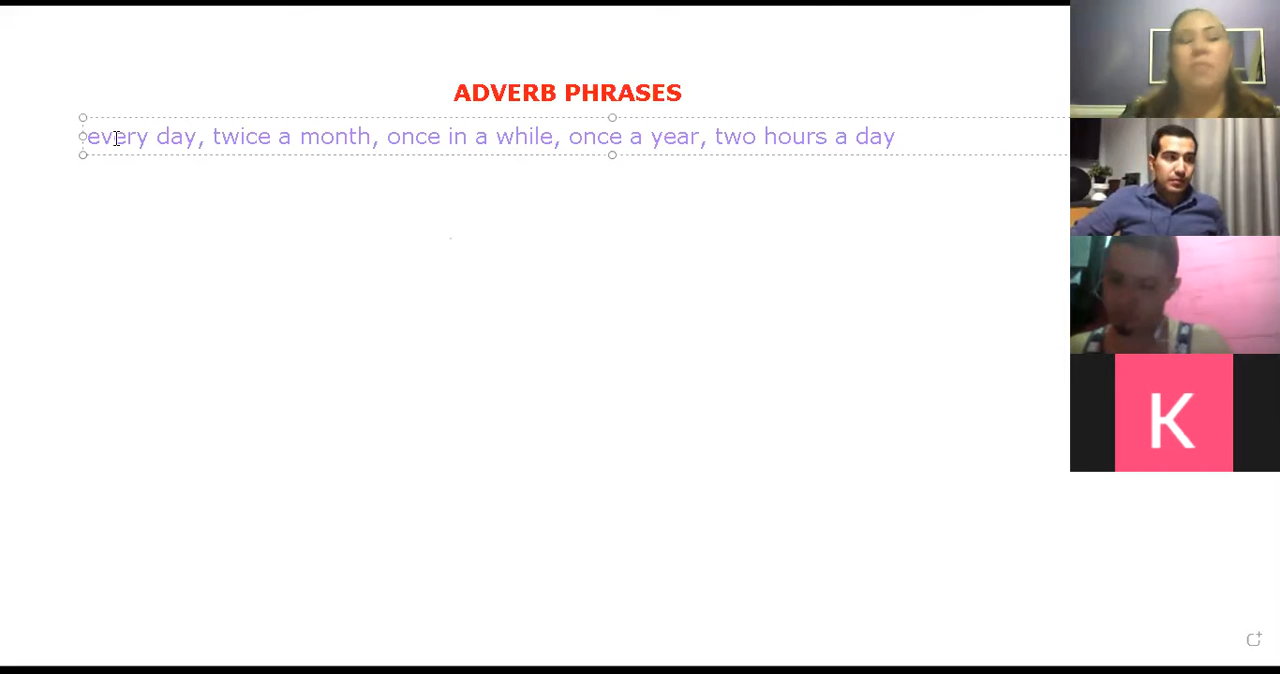 ADVERB PHRASES
every day, twice a month, once in a while, once a year, two hours a day
K